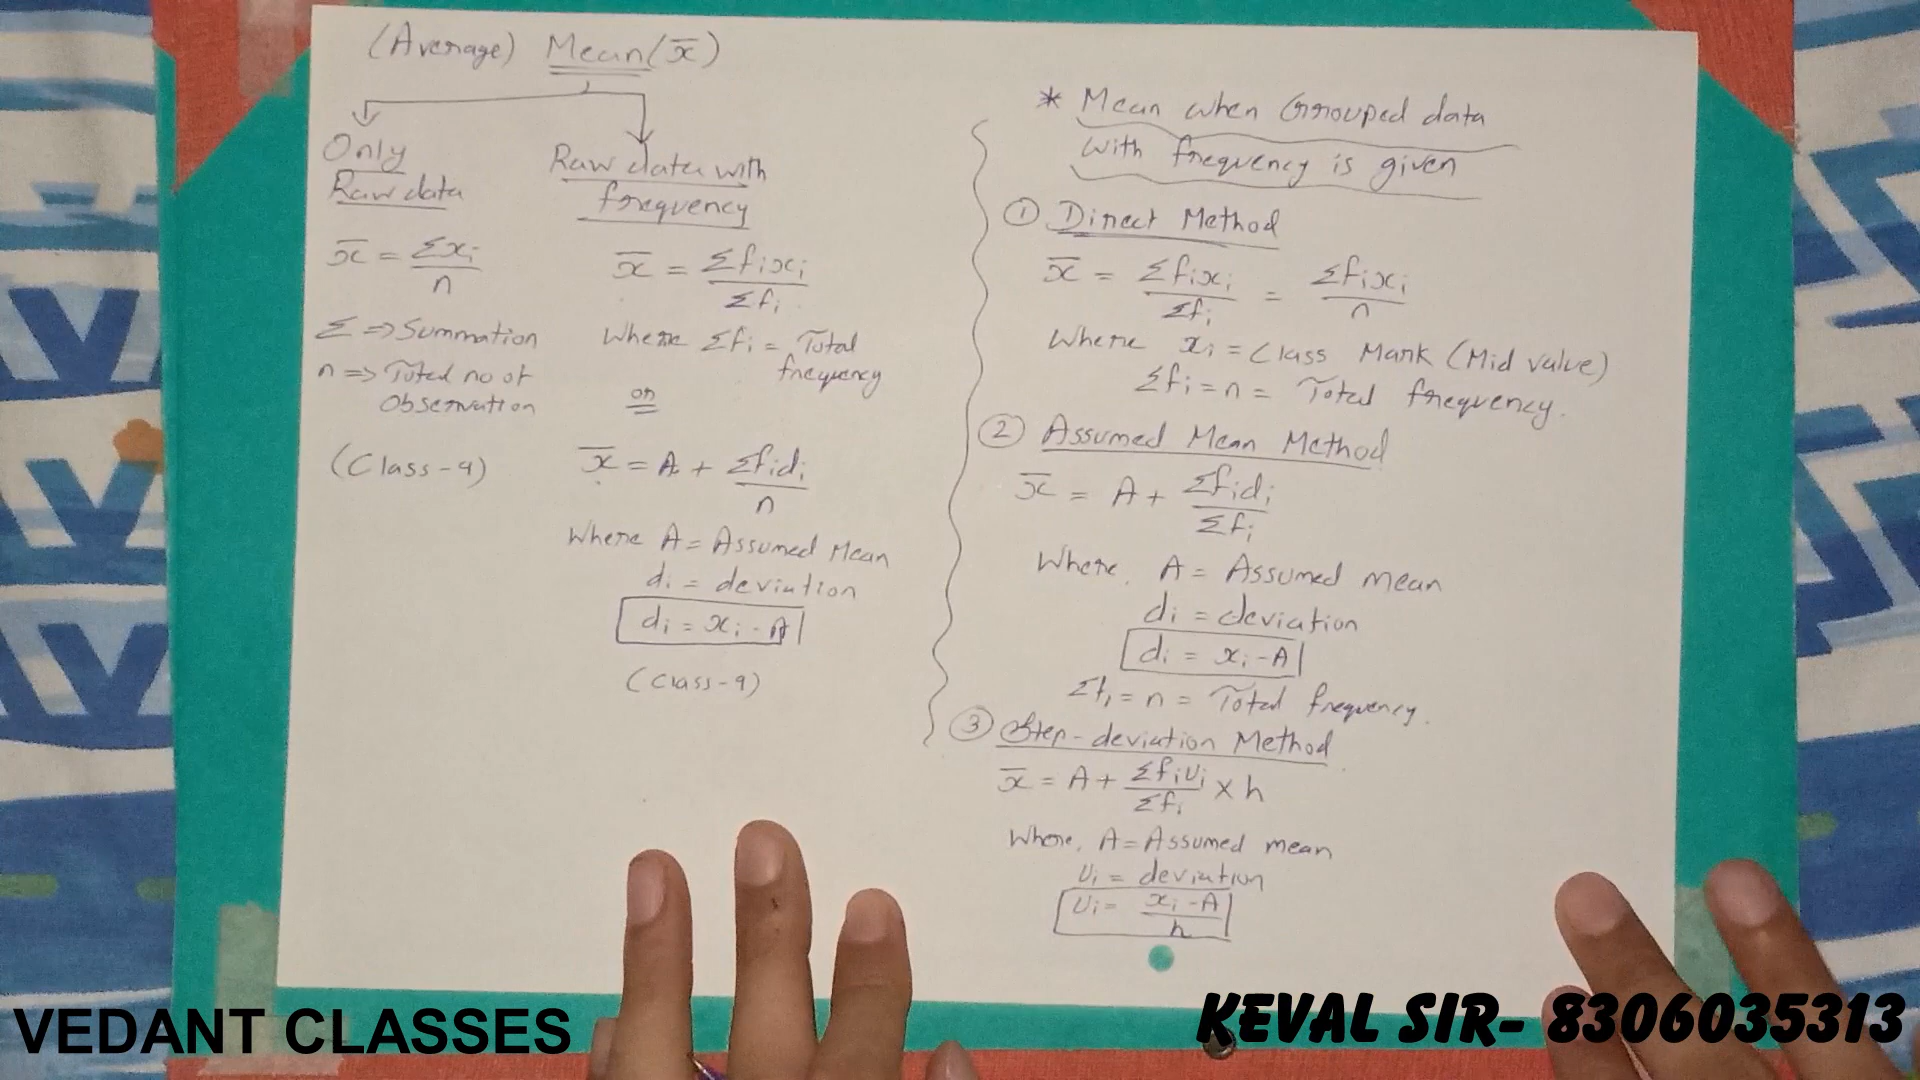 (Average) Mean (x̄)
Only
Raw data
x̄ = Σxi / n
Σ => Summation
n => Total no of
Observation
(Class-9)
Raw data with
frequency
x̄ = Σfixi / Σfi
Where Σfi = Total
frequency
or
x̄ = A + Σfidi / n
Where A = Assumed Mean
di = deviation
di = xi - A
(Class-9)
* Mean when Grrouped data
with frequency is given
① Direct Method
x̄ = Σfixi / Σfi = Σfixi / n
Where xi = Class Mark (Mid value)
Σfi = n = Total frequency.
② Assumed Mean Method
x̄ = A + Σfidi / Σfi
Where, A = Assumed mean
di = deviation
di = xi - A
Σfi = n = Total frequency.
③ Step-deviation Method
x̄ = A + Σfiui / Σfi × h
Where, A = Assumed mean
Ui = deviation
Ui = xi - A / h
VEDANT CLASSES
KEVAL SIR- 8306035313